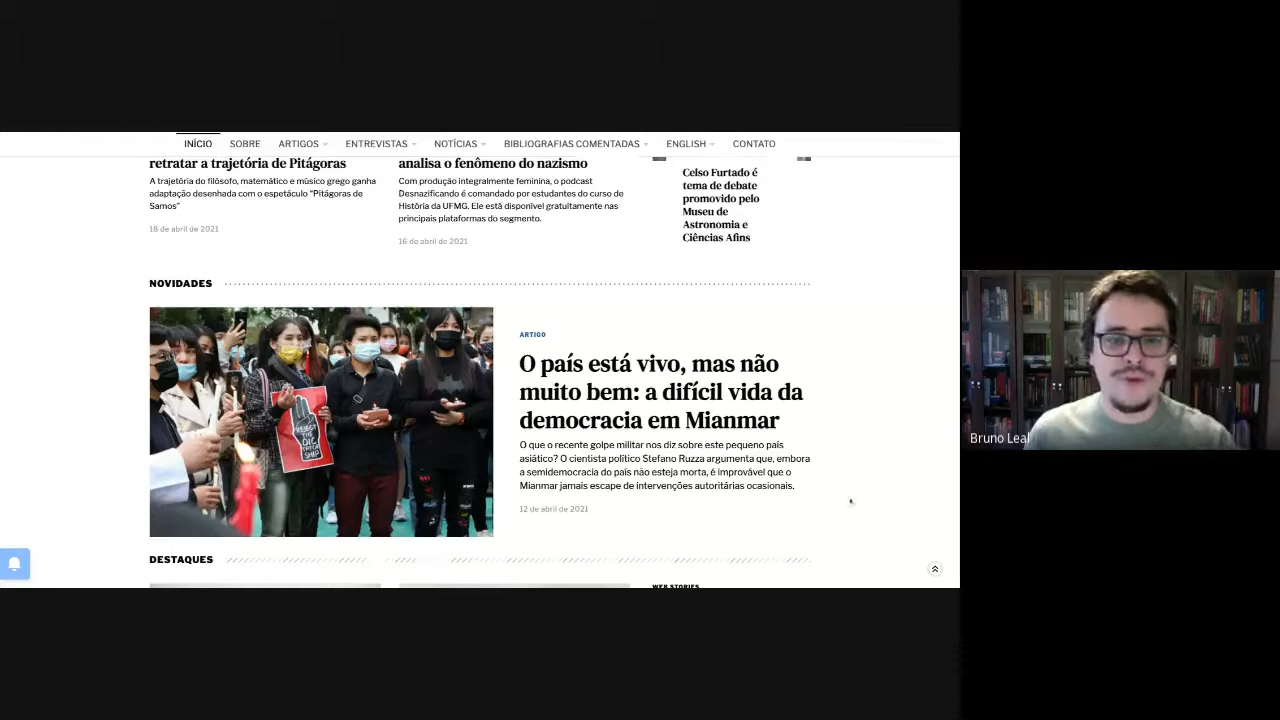 INÍCIO SOBRE ARTIGOS ENTREVISTAS NOTÍCIAS BIBLIOGRAFIAS COMENTADAS ENGLISH CONTATO
retratar a trajetória de Pitágoras
A trajetória do filósofo, matemático e músico grego ganha
adaptação desenhada com o espetáculo “Pitágoras de
Samos”
18 de abril de 2021
analisa o fenômeno do nazismo
Com produção integralmente feminina, o podcast
Desnazificando é comandado por estudantes do curso de
História da UFMG. Ele está disponível gratuitamente nas
principais plataformas do segmento.
16 de abril de 2021
Celso Furtado é
tema de debate
promovido pelo
Museu de
Astronomia e
Ciências Afins
NOVIDADES
REJECT
THE
DIC
TATOR
SHIP
ARTIGO
O país está vivo, mas não
muito bem: a difícil vida da
democracia em Mianmar
O que o recente golpe militar nos diz sobre este pequeno país
asiático? O cientista político Stefano Ruzza argumenta que, embora
a semidemocracia do país não esteja morta, é improvável que o
Mianmar jamais escape de intervenções autoritárias ocasionais.
12 de abril de 2021
DESTAQUES
WEB STORIES
Bruno Leal